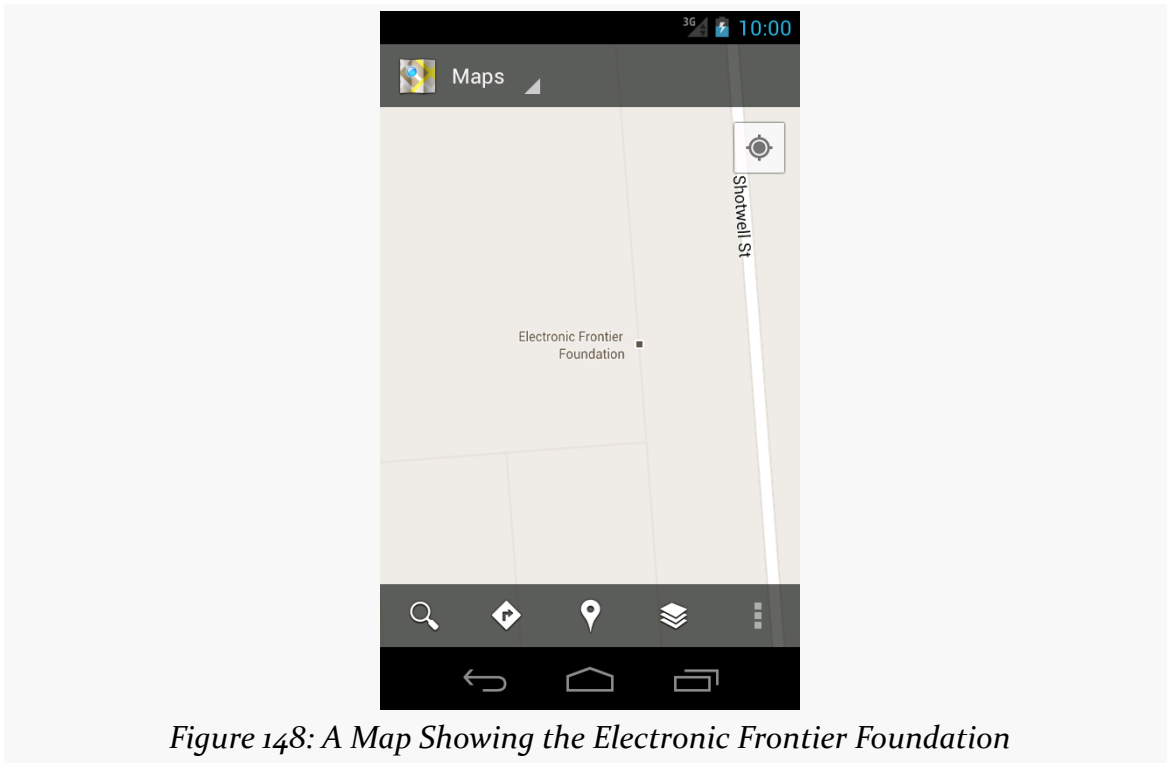 3G 10:00
Maps
Shotwell St
Electronic Frontier
Foundation
Figure 148: A Map Showing the Electronic Frontier Foundation